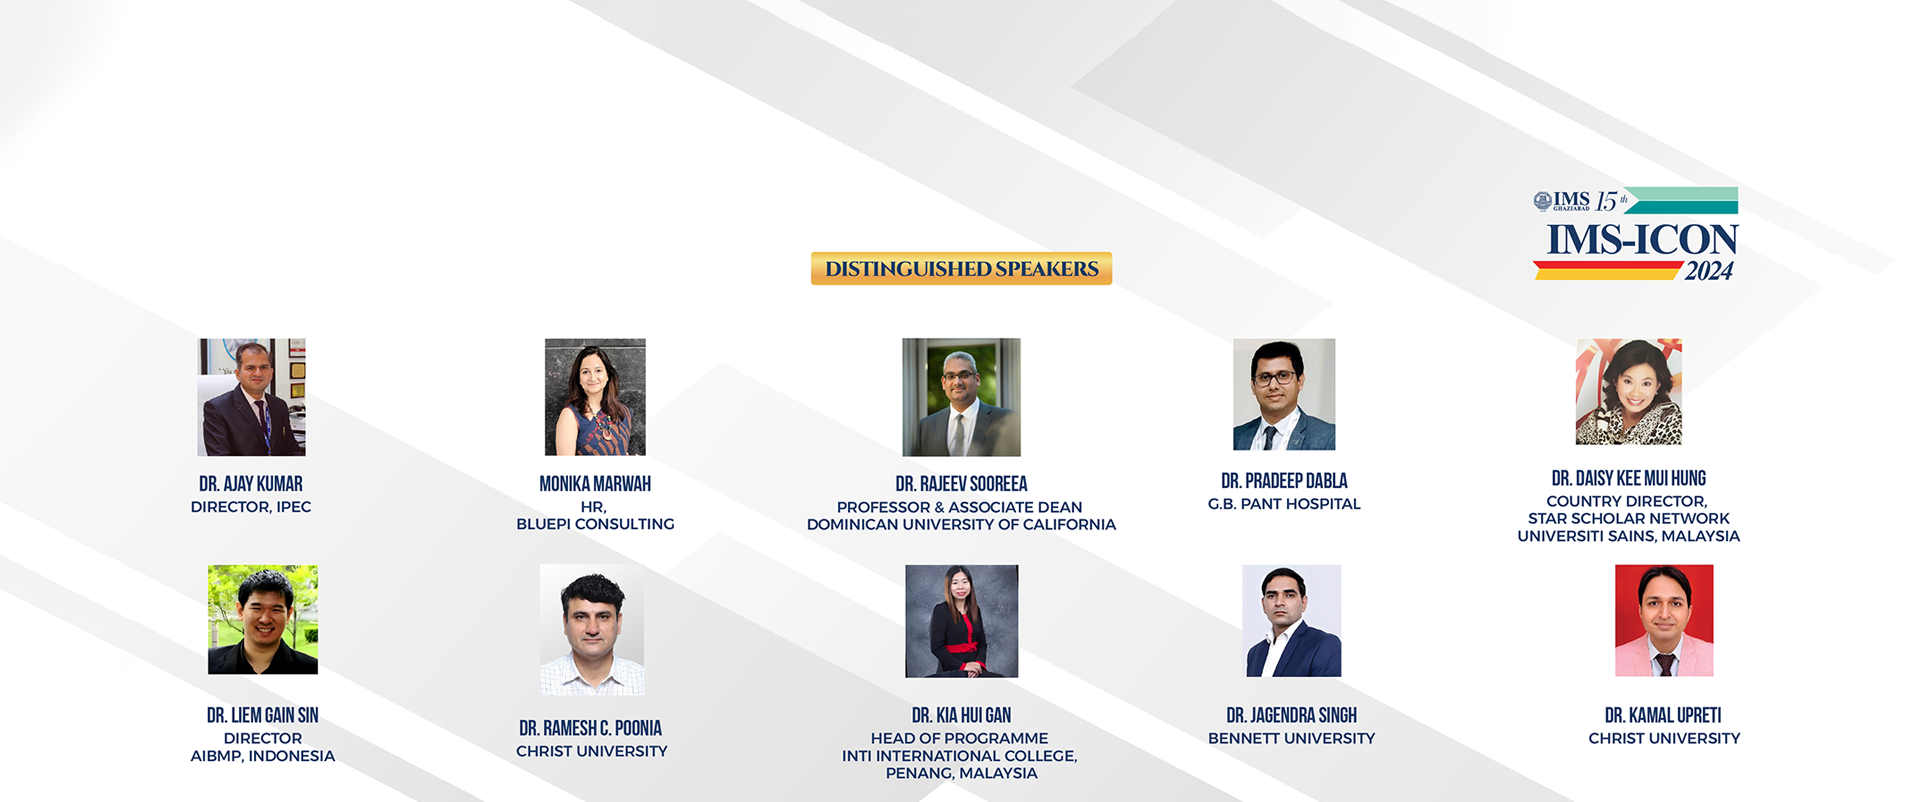 IMS 15th
GHAZIABAD
IMS-ICON
2024
DISTINGUISHED SPEAKERS
DR. AJAY KUMAR
DIRECTOR, IPEC
MONIKA MARWAH
HR,
BLUEPI CONSULTING
DR. RAJEEV SOOREEA
PROFESSOR & ASSOCIATE DEAN
DOMINICAN UNIVERSITY OF CALIFORNIA
DR. PRADEEP DABLA
G.B. PANT HOSPITAL
DR. DAISY KEE MUI HUNG
COUNTRY DIRECTOR,
STAR SCHOLAR NETWORK
UNIVERSITI SAINS, MALAYSIA
DR. LIEM GAIN SIN
DIRECTOR
AIBMP, INDONESIA
DR. RAMESH C. POONIA
CHRIST UNIVERSITY
DR. KIA HUI GAN
HEAD OF PROGRAMME
INTI INTERNATIONAL COLLEGE,
PENANG, MALAYSIA
DR. JAGENDRA SINGH
BENNETT UNIVERSITY
DR. KAMAL UPRETI
CHRIST UNIVERSITY